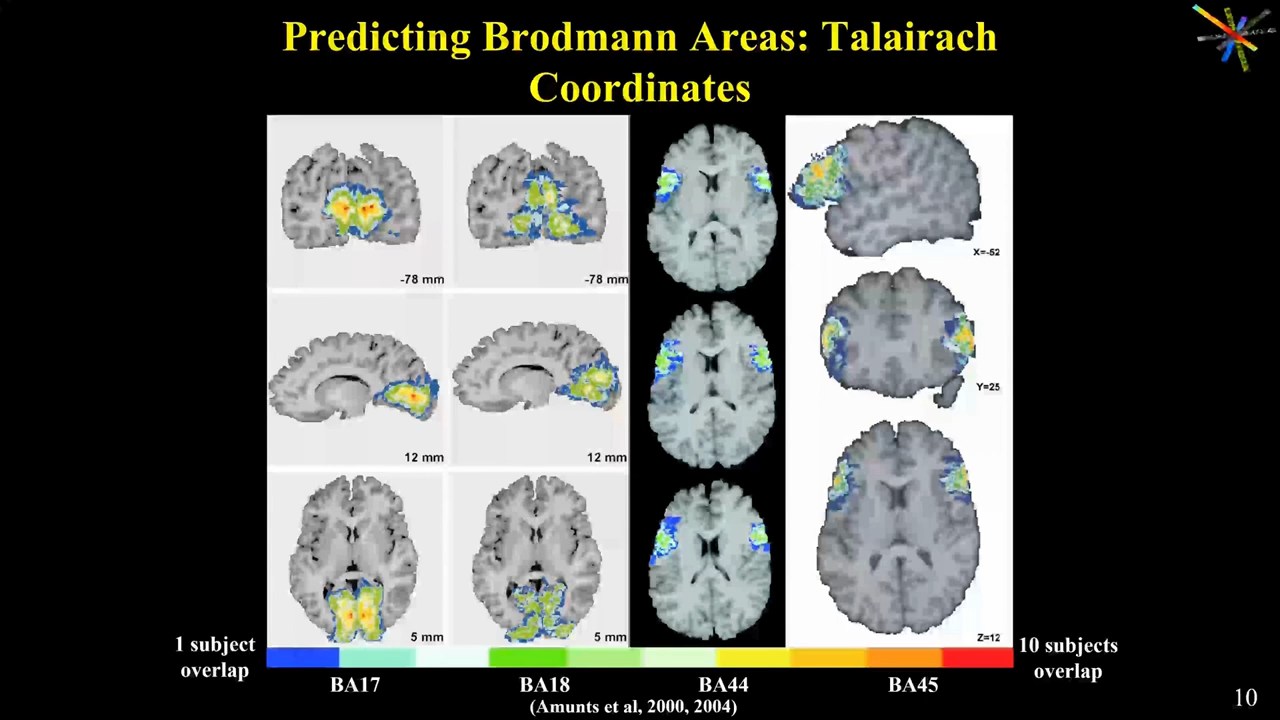 Predicting Brodmann Areas: Talairach
Coordinates
-78 mm
-78 mm
X=-52
Y=25
12 mm
12 mm
5 mm
5 mm
Z=12
1 subject
overlap
10 subjects
overlap
BA17
BA18
BA44
BA45
(Amunts et al, 2000, 2004)
10